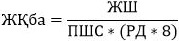 ЖҚба = ЖШ / ПШС ∗ (РД ∗ 8)